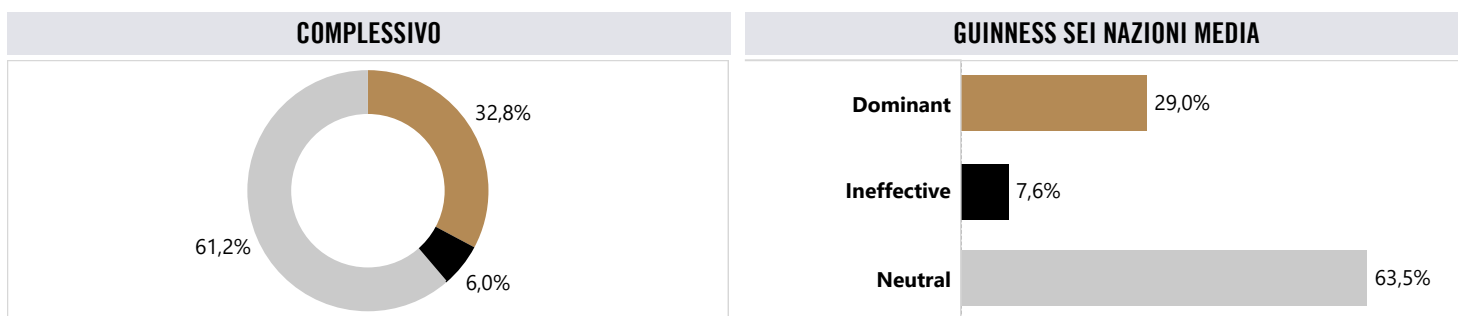 COMPLESSIVO
32,8%
61,2%
6,0%
GUINNESS SEI NAZIONI MEDIA
Dominant 29,0%
Ineffective 7,6%
Neutral 63,5%